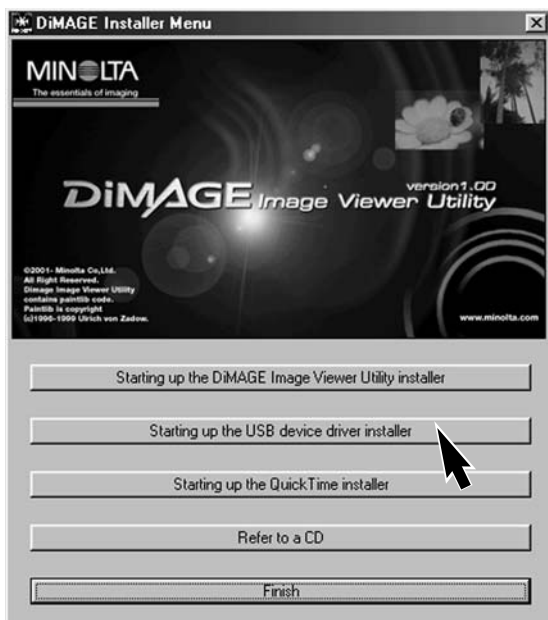 DiMAGE Installer Menu
MINOLTA
The essentials of imaging
DiMAGE Image Viewer Utility
version1.00
©2001- Minolta Co,Ltd.
All Right Reserved.
Dimage Image Viewer Utility
contains paintlib code.
Paintlib is copyright
(c)1996-1999 Ulrich von Zadow.
www.minolta.com
Starting up the DiMAGE Image Viewer Utility installer
Starting up the USB device driver installer
Starting up the QuickTime installer
Refer to a CD
Finish